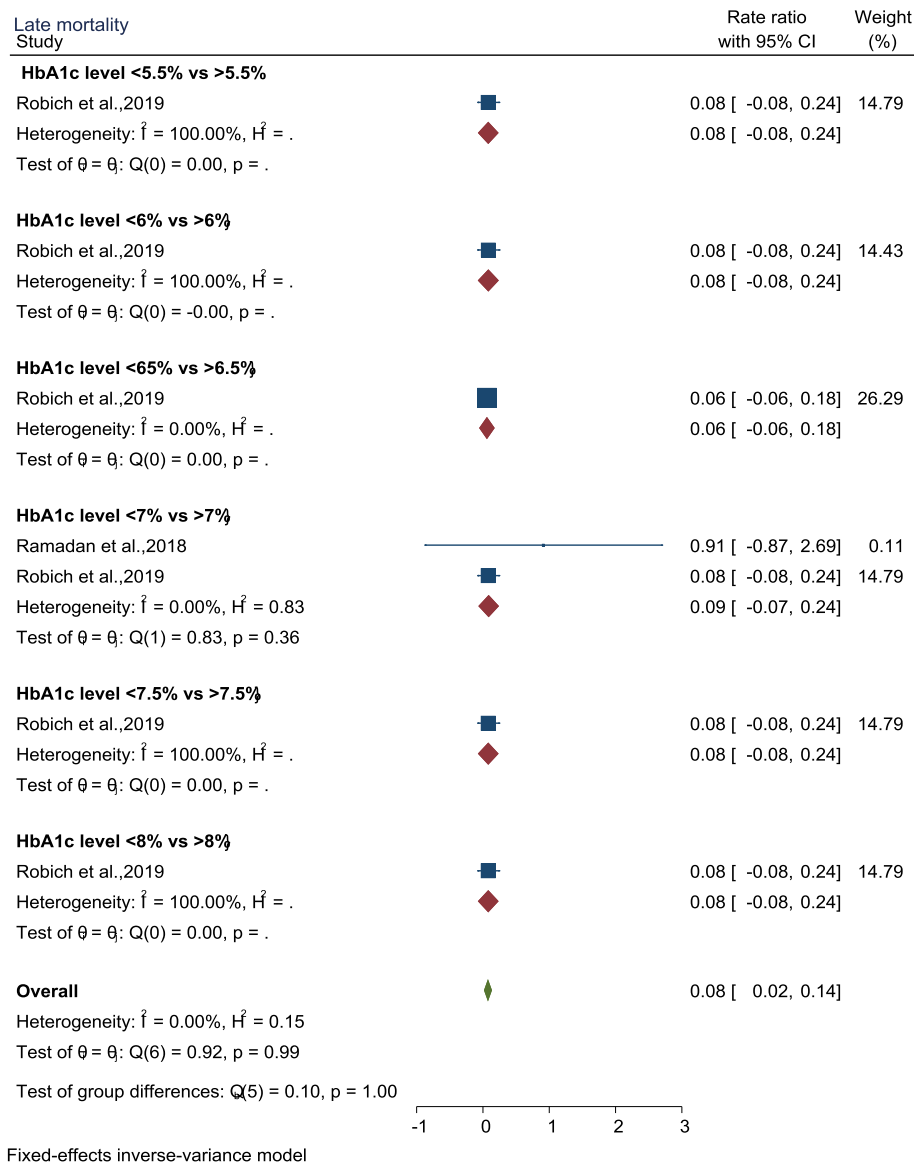 Late mortality
Rate ratio Weight
Study with 95% CI (%)
HbA1c level <5.5% vs >5.5%
Robich et al.,2019 0.08 [ -0.08, 0.24] 14.79
Heterogeneity: I² = 100.00%, H² = . 0.08 [ -0.08, 0.24]
Test of θi = θj: Q(0) = 0.00, p = .
HbA1c level <6% vs >6%
Robich et al.,2019 0.08 [ -0.08, 0.24] 14.43
Heterogeneity: I² = 100.00%, H² = . 0.08 [ -0.08, 0.24]
Test of θi = θj: Q(0) = -0.00, p = .
HbA1c level <65% vs >6.5%
Robich et al.,2019 0.06 [ -0.06, 0.18] 26.29
Heterogeneity: I² = 0.00%, H² = . 0.06 [ -0.06, 0.18]
Test of θi = θj: Q(0) = 0.00, p = .
HbA1c level <7% vs >7%
Ramadan et al.,2018 0.91 [ -0.87, 2.69] 0.11
Robich et al.,2019 0.08 [ -0.08, 0.24] 14.79
Heterogeneity: I² = 0.00%, H² = 0.83 0.09 [ -0.07, 0.24]
Test of θi = θj: Q(1) = 0.83, p = 0.36
HbA1c level <7.5% vs >7.5%
Robich et al.,2019 0.08 [ -0.08, 0.24] 14.79
Heterogeneity: I² = 100.00%, H² = . 0.08 [ -0.08, 0.24]
Test of θi = θj: Q(0) = 0.00, p = .
HbA1c level <8% vs >8%
Robich et al.,2019 0.08 [ -0.08, 0.24] 14.79
Heterogeneity: I² = 100.00%, H² = . 0.08 [ -0.08, 0.24]
Test of θi = θj: Q(0) = 0.00, p = .
Overall 0.08 [ 0.02, 0.14]
Heterogeneity: I² = 0.00%, H² = 0.15
Test of θi = θj: Q(6) = 0.92, p = 0.99
Test of group differences: Qb(5) = 0.10, p = 1.00
-1 0 1 2 3
Fixed-effects inverse-variance model